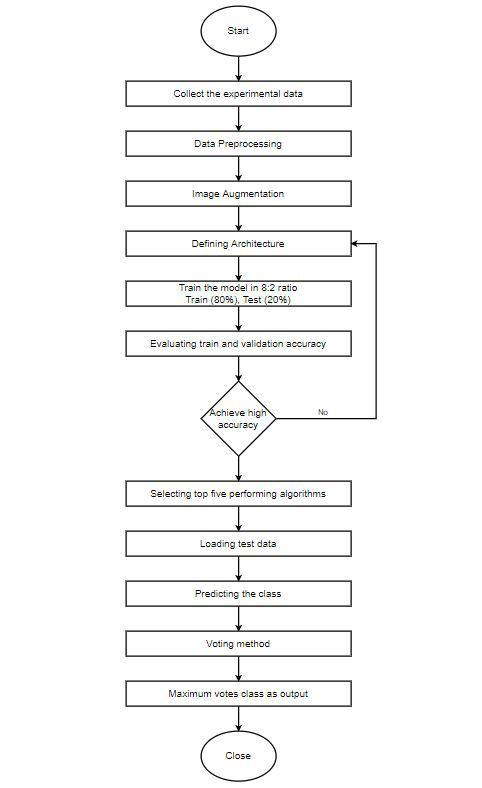 Start
Collect the experimental data
Data Preprocessing
Image Augmentation
Defining Architecture
Train the model in 8:2 ratio
Train (80%), Test (20%)
Evaluating train and validation accuracy
Achieve high
accuracy
No
Selecting top five performing algorithms
Loading test data
Predicting the class
Voting method
Maximum votes class as output
Close